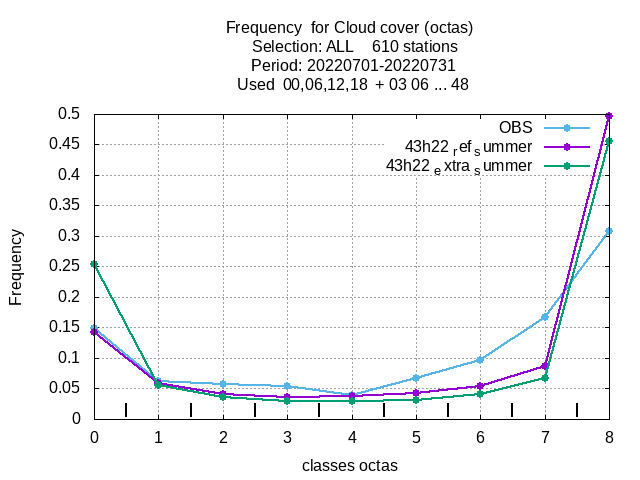 Frequency for Cloud cover (octas)
Selection: ALL 610 stations
Period: 20220701-20220731
Used 00,06,12,18 + 03 06 ... 48
OBS
43h22 ref summer
43h22 extra summer
0.5
0.45
0.4
0.35
0.3
0.25
0.2
0.15
0.1
0.05
0
Frequency
0 1 2 3 4 5 6 7 8
classes octas